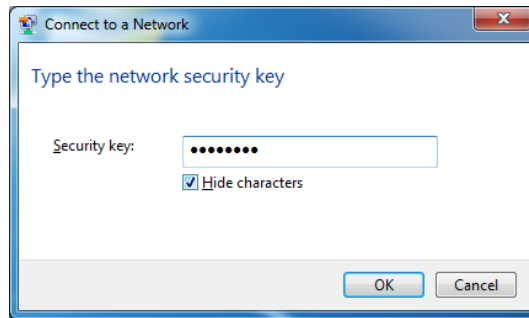 Connect to a Network
Type the network security key
Security key: ••••••••
Hide characters
OK Cancel